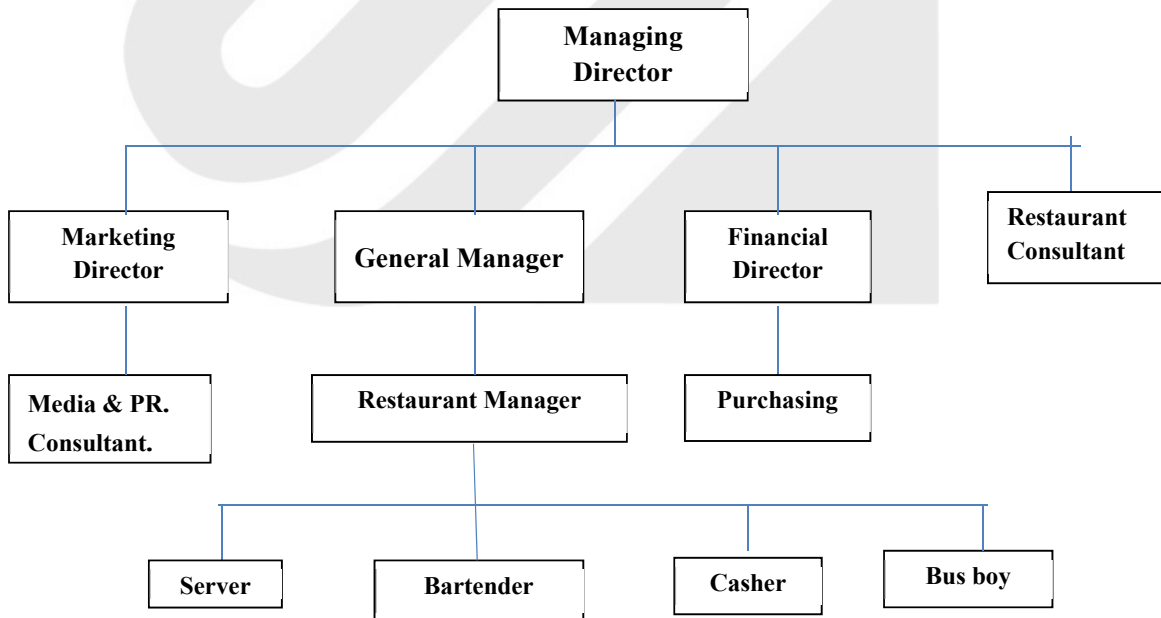 Managing
Director
Marketing
Director
General Manager
Financial
Director
Restaurant
Consultant
Media & PR.
Consultant.
Restaurant Manager
Purchasing
Server
Bartender
Casher
Bus boy